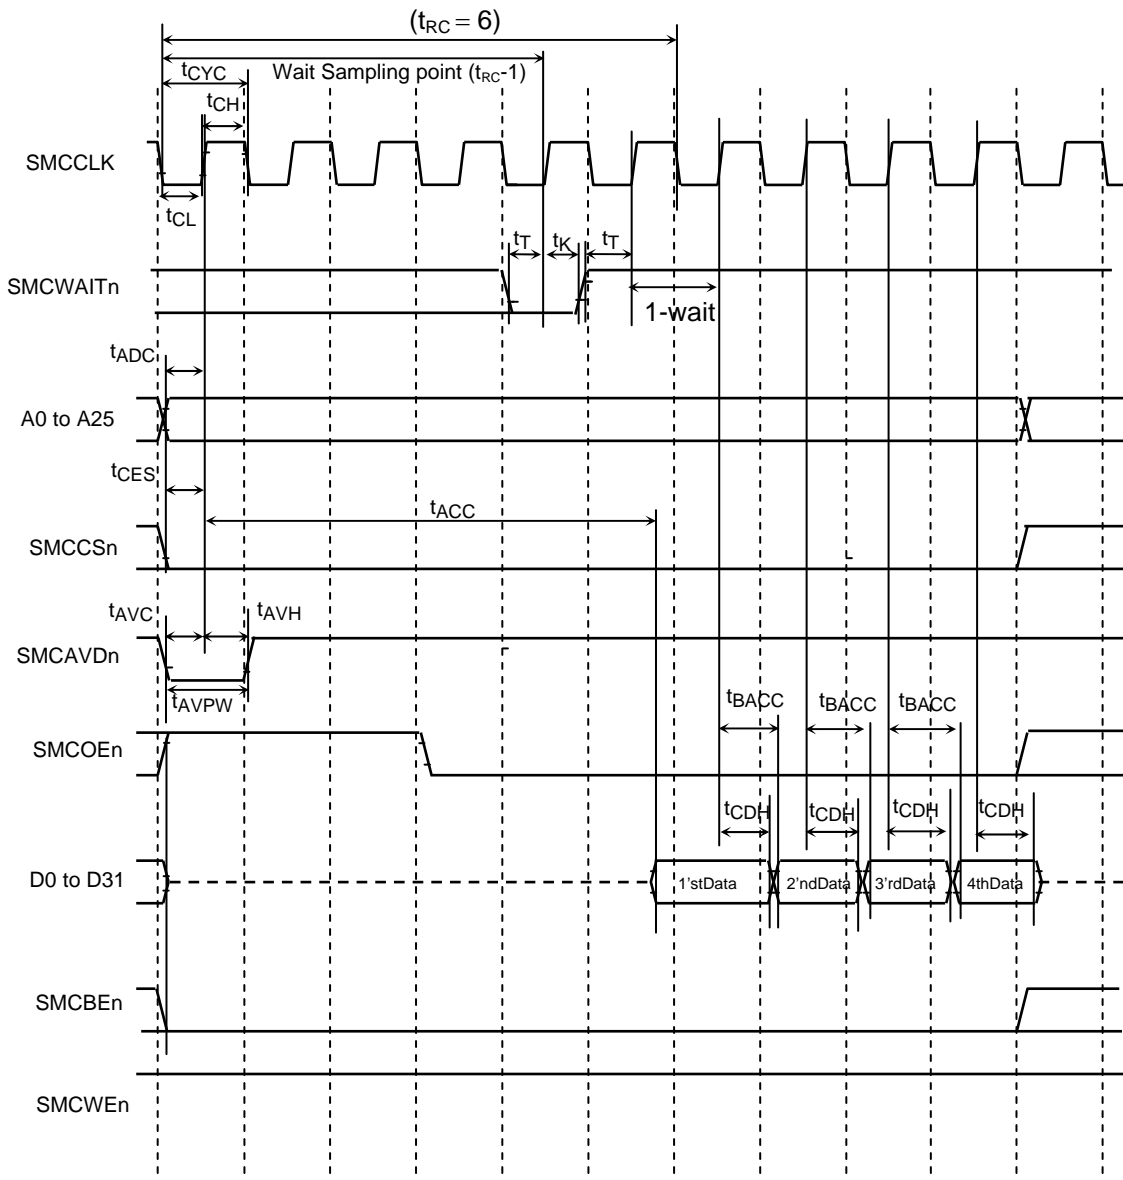 (tRC = 6)
Wait Sampling point (tRC-1)
tCYC
tCH
SMCCLK
tCL
tT tK tT
SMCWAITn
1-wait
tADC
A0 to A25
tCES
tACC
SMCCSn
tAVC tAVH
SMCAVDn
tAVPW
tBACC tBACC tBACC
SMCOEn
tCDH tCDH tCDH tCDH
D0 to D31
1'stData 2'ndData 3'rdData 4thData
SMCBEn
SMCWEn